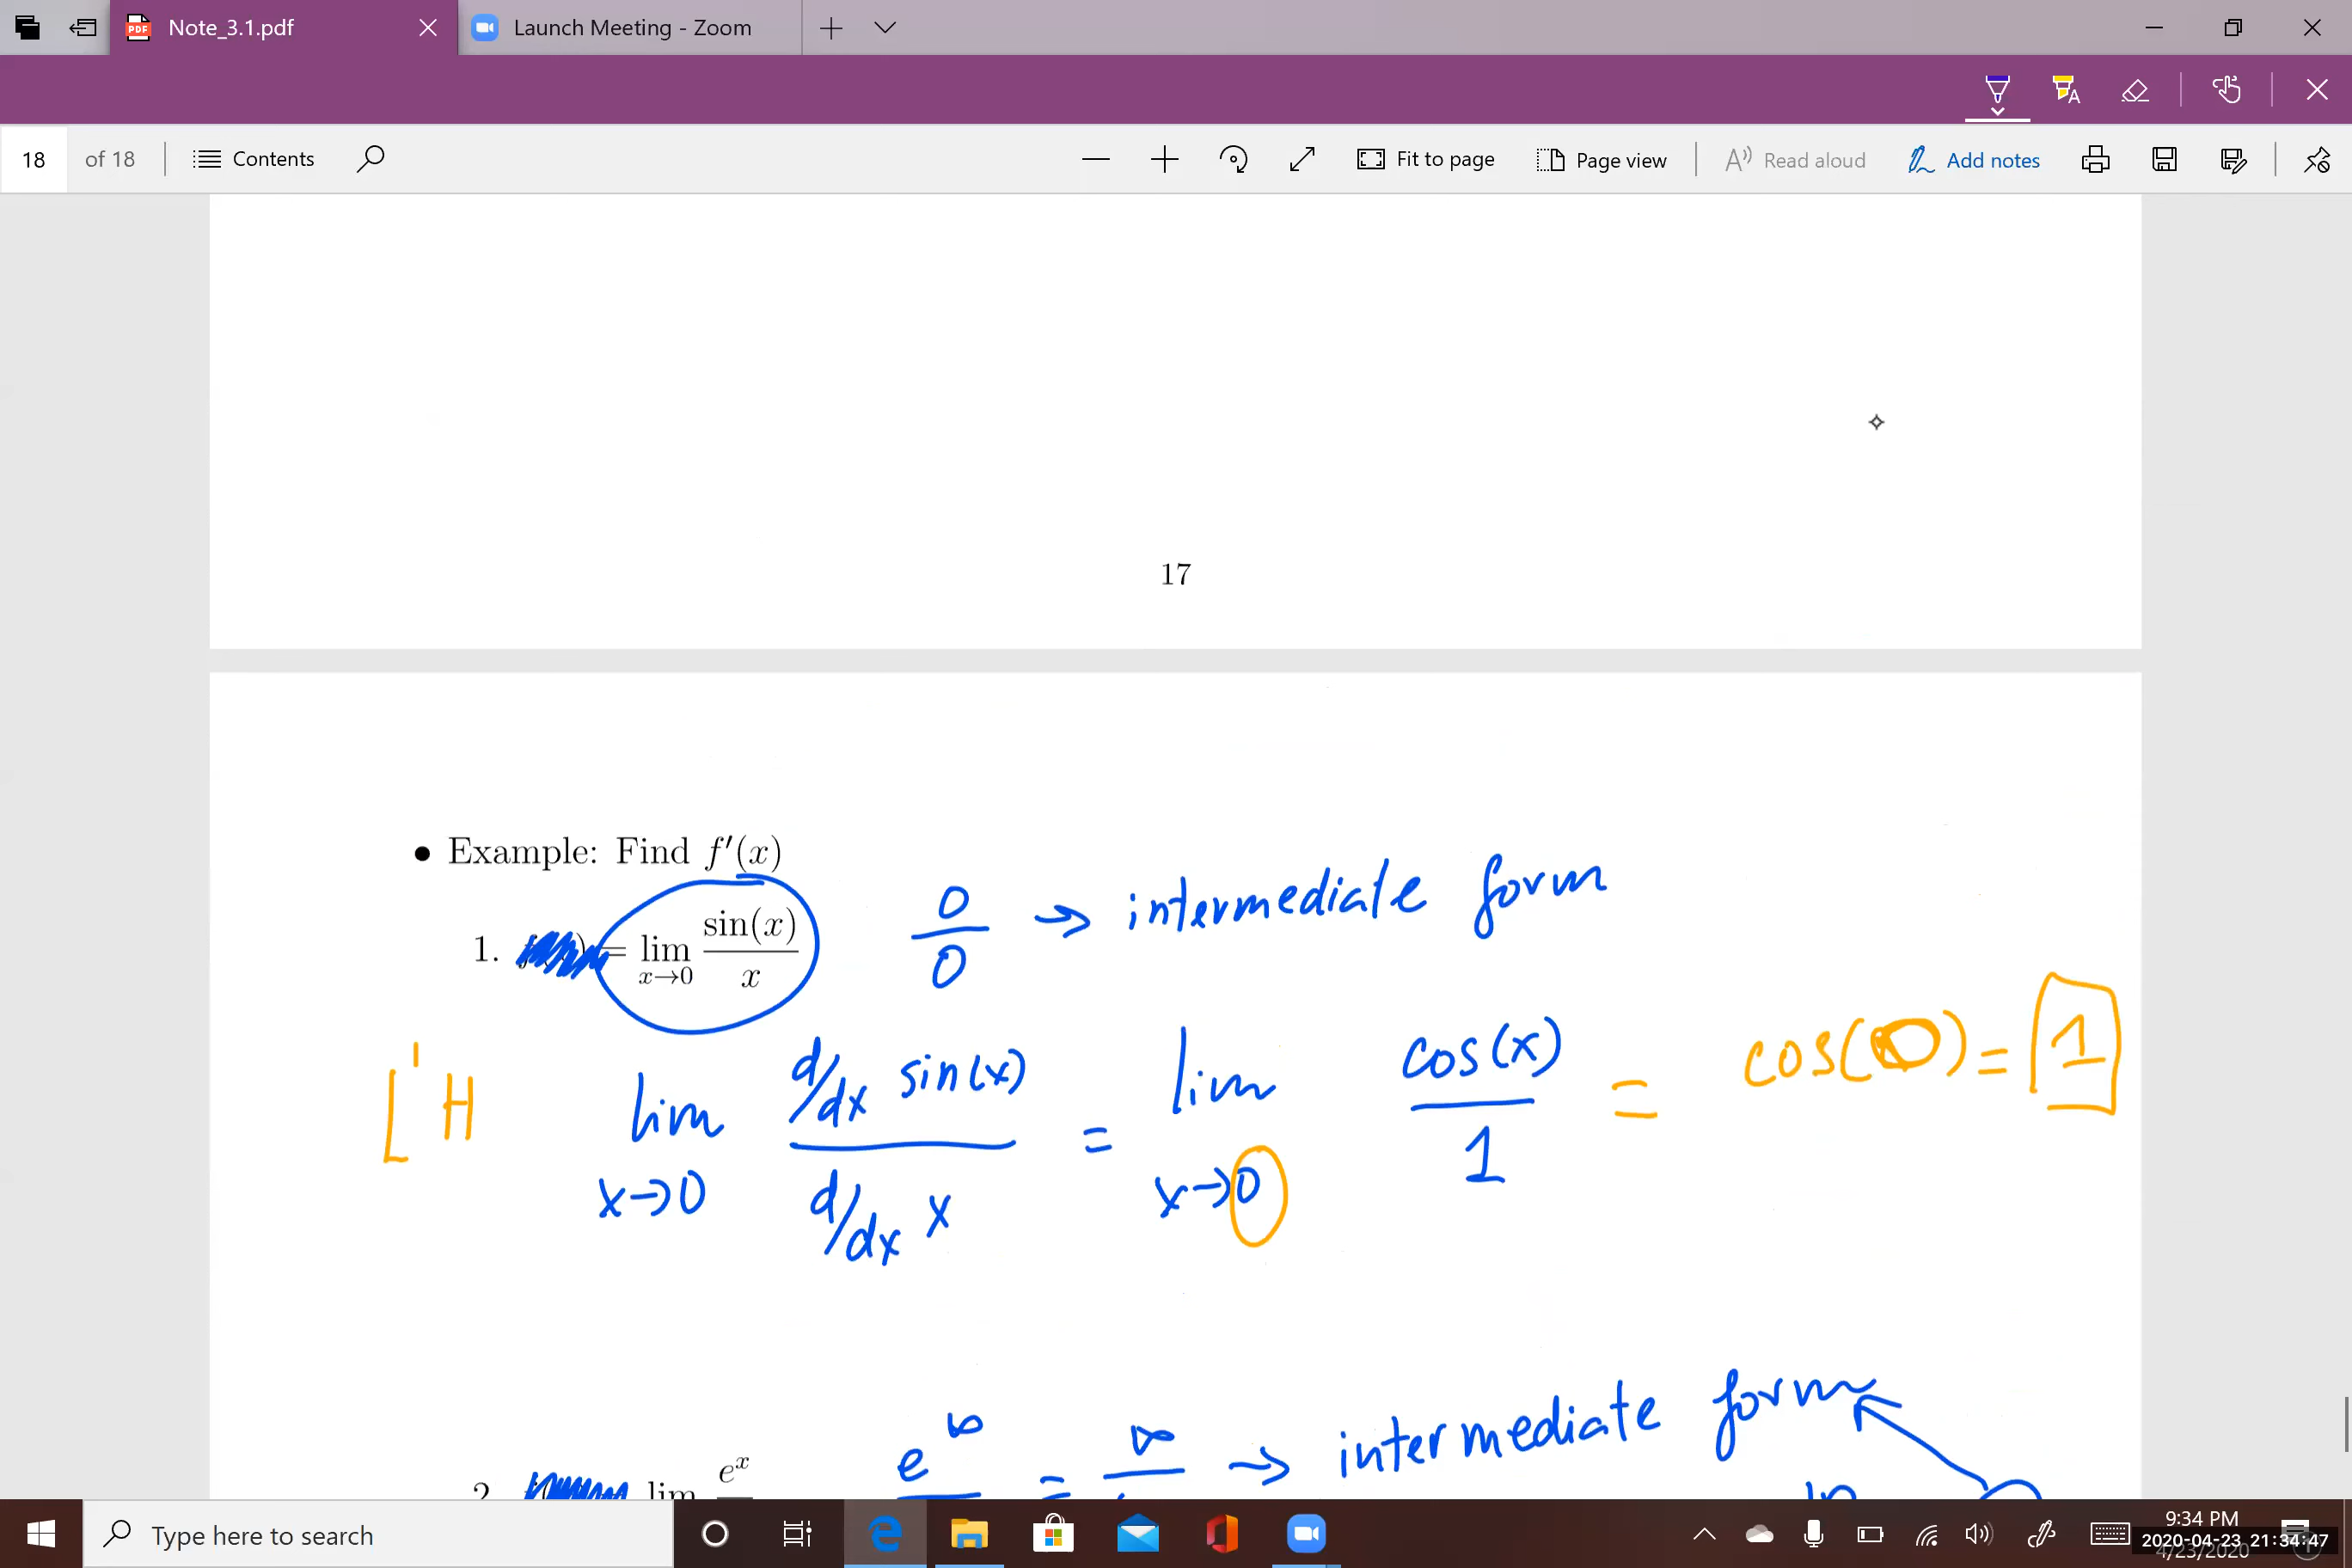 Note_3.1.pdf
Launch Meeting - Zoom
18 of 18 Contents Fit to page Page view Read aloud Add notes
17
• Example: Find f′(x)
1. = lim x→0 sin(x)/x 0/0 → intermediate form
L'H lim x→0 d/dx sin(x) / d/dx x = lim x→0 cos(x)/1 = cos(0) = 1
2. lim e^x e^∞ = ∞ → intermediate form
Type here to search
9:34 PM
2020-04-23 21:34:47
4/23/2020